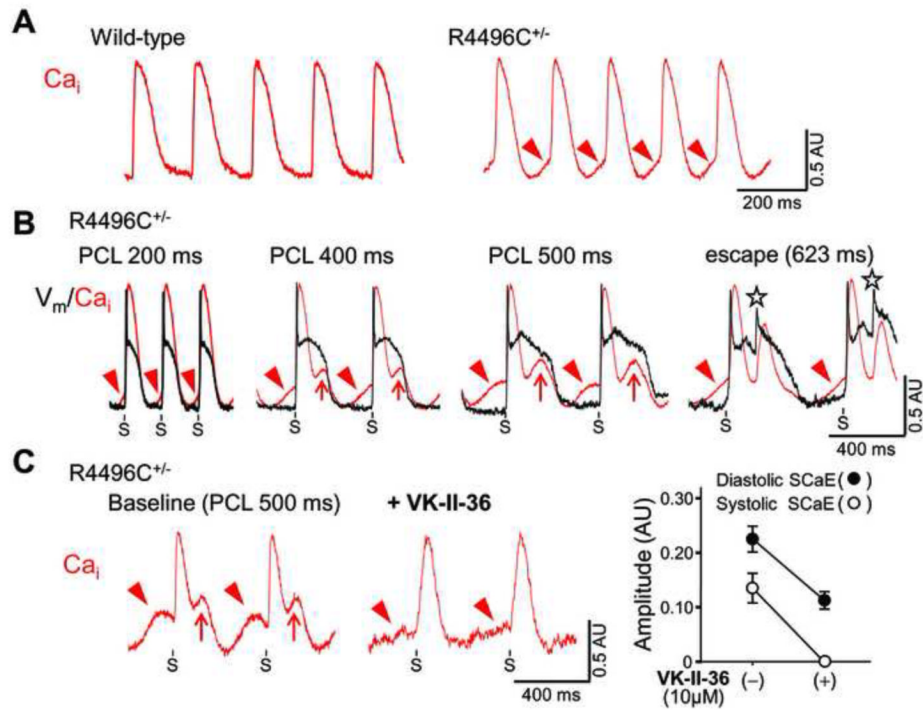 A
Wild-type
R4496C+/-
Cai
0.5 AU
200 ms
B
R4496C+/-
PCL 200 ms
PCL 400 ms
PCL 500 ms
escape (623 ms)
Vm/Cai
S S S
S S
S S
S S
0.5 AU
400 ms
C
R4496C+/-
Baseline (PCL 500 ms)
+ VK-II-36
Cai
S S
S S
0.5 AU
400 ms
Diastolic SCaE(●)
Systolic SCaE(○)
Amplitude (AU)
0.30
0.20
0.10
0
VK-II-36 (-) (+)
(10µM)